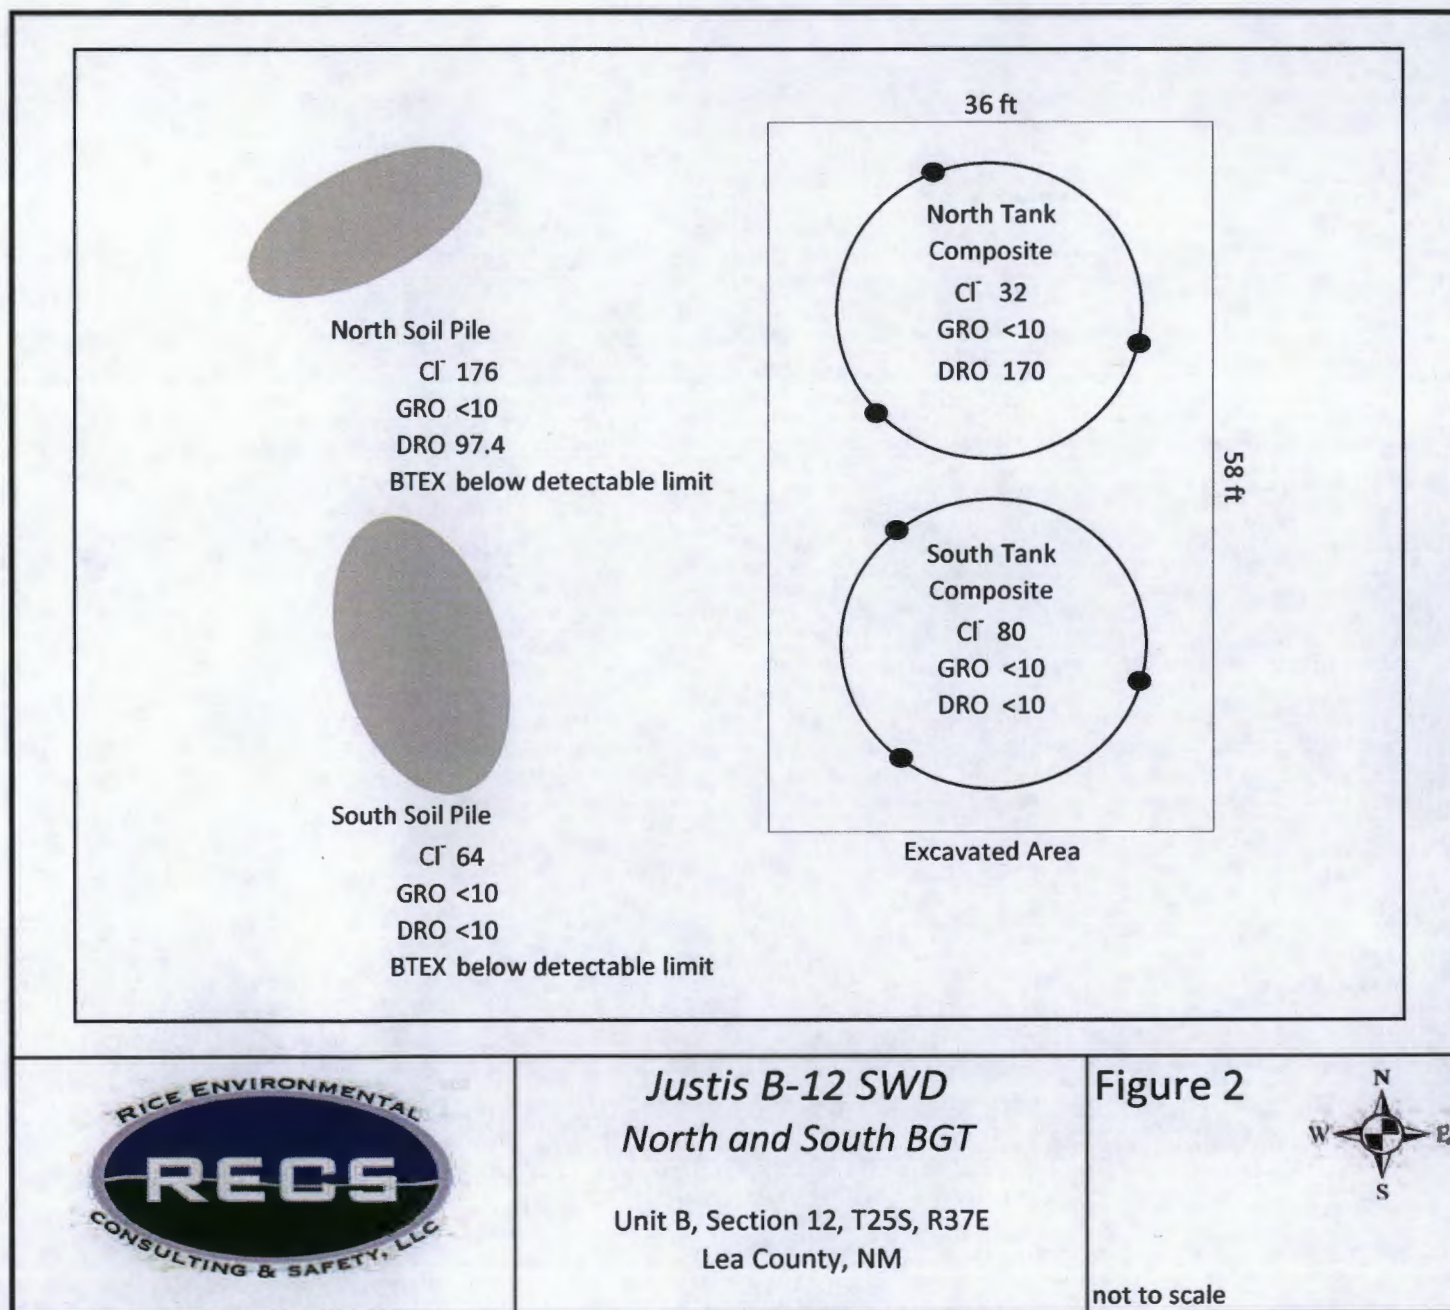 36 ft
North Tank
Composite
Cl⁻ 32
GRO <10
DRO 170
North Soil Pile
Cl⁻ 176
GRO <10
DRO 97.4
BTEX below detectable limit
58 ft
South Tank
Composite
Cl⁻ 80
GRO <10
DRO <10
South Soil Pile
Cl⁻ 64
GRO <10
DRO <10
BTEX below detectable limit
Excavated Area
RICE ENVIRONMENTAL
RECS
CONSULTING & SAFETY, LLC
Justis B-12 SWD
North and South BGT
Unit B, Section 12, T25S, R37E
Lea County, NM
Figure 2
N
W E
S
not to scale